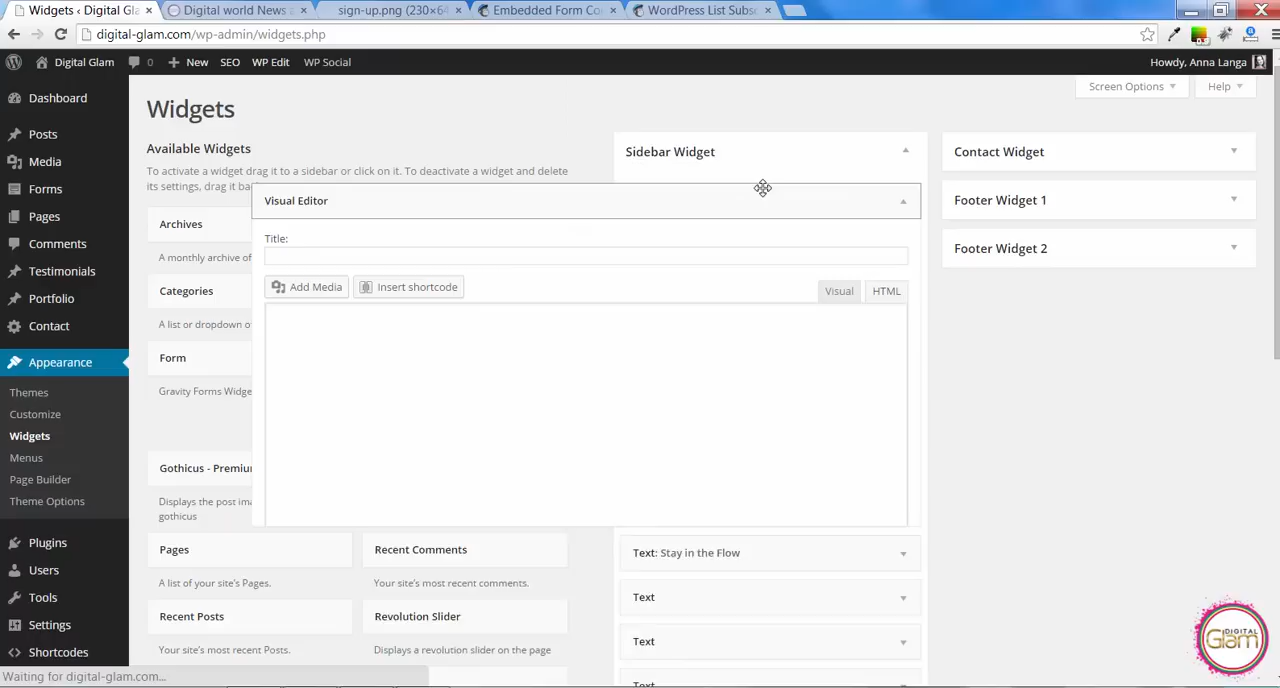 Digital Gla
Digital world News
sign-up.png (230×64
Embedded Form Co
WordPress List Subsc
digital-glam.com/wp-admin/widgets.php
Digital Glam
0
New
SEO
WP Edit
WP Social
Howdy, Anna Langa
Dashboard
Posts
Media
Forms
Pages
Comments
Testimonials
Portfolio
Contact
Appearance
Themes
Customize
Widgets
Menus
Page Builder
Theme Options
Plugins
Users
Tools
Settings
Shortcodes
Screen Options
Help
Widgets
Available Widgets
To activate a widget drag it to a sidebar or click on it. To deactivate a widget and delete
its settings, drag it ba
Archives
A monthly archive of
Categories
A list or dropdown o
Form
Gravity Forms Widge
Gothicus - Premiu
Displays the post ima
gothicus
Pages
A list of your site's Pages.
Recent Comments
Your site's most recent comments.
Recent Posts
Your site's most recent Posts.
Revolution Slider
Displays a revolution slider on the page
Sidebar Widget
Visual Editor
Title:
Add Media
Insert shortcode
Visual
HTML
Text: Stay in the Flow
Text
Text
Text
Contact Widget
Footer Widget 1
Footer Widget 2
Waiting for digital-glam.com...
DIGITAL
Glam